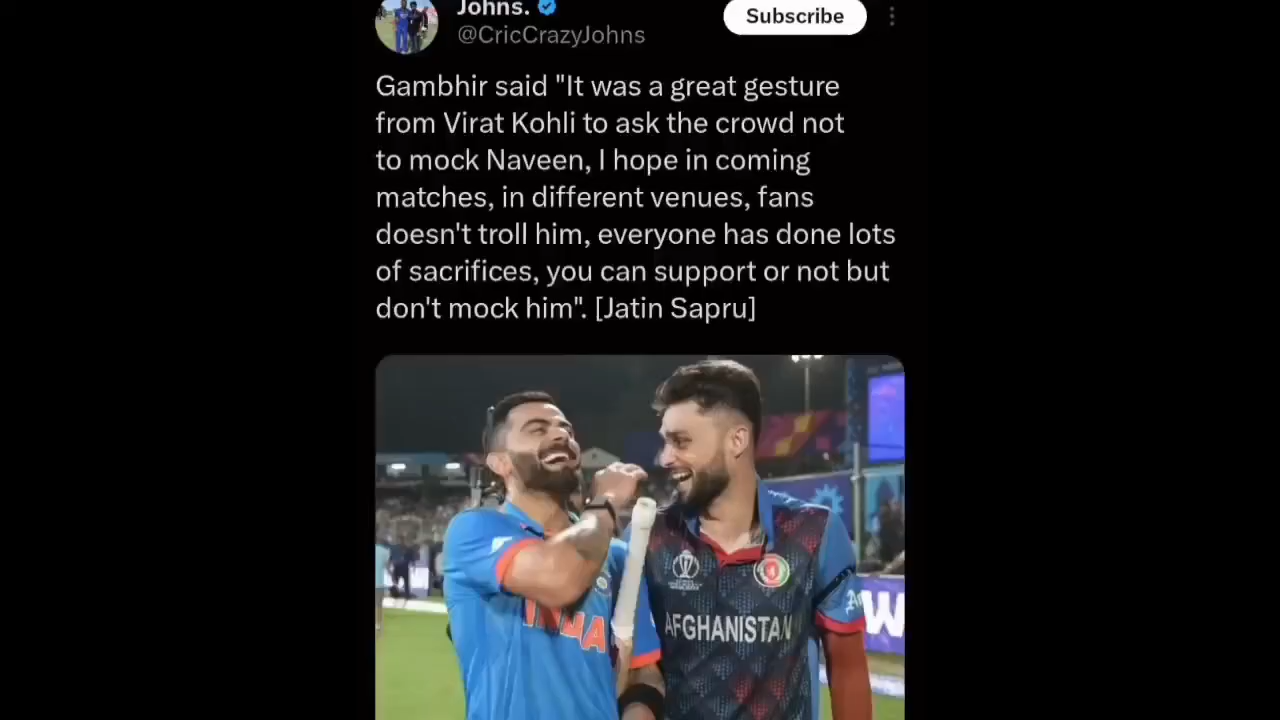 Johns.
Subscribe
@CricCrazyJohns
Gambhir said "It was a great gesture
from Virat Kohli to ask the crowd not
to mock Naveen, I hope in coming
matches, in different venues, fans
doesn't troll him, everyone has done lots
of sacrifices, you can support or not but
don't mock him". [Jatin Sapru]
INDIA
AFGHANISTAN